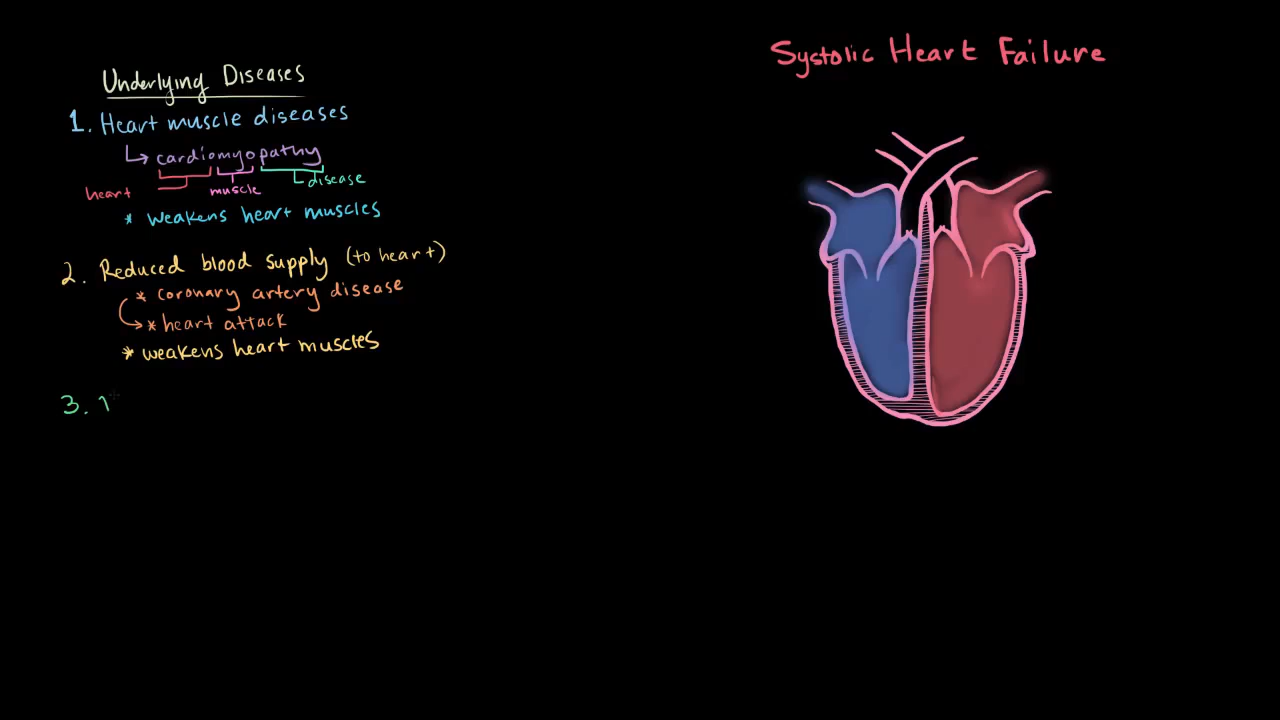 Systolic Heart Failure
Underlying Diseases
1. Heart muscle diseases
↳ cardiomyopathy
heart muscle disease
* weakens heart muscles
2. Reduced blood supply (to heart)
* coronary artery disease
* heart attack
* weakens heart muscles
3.